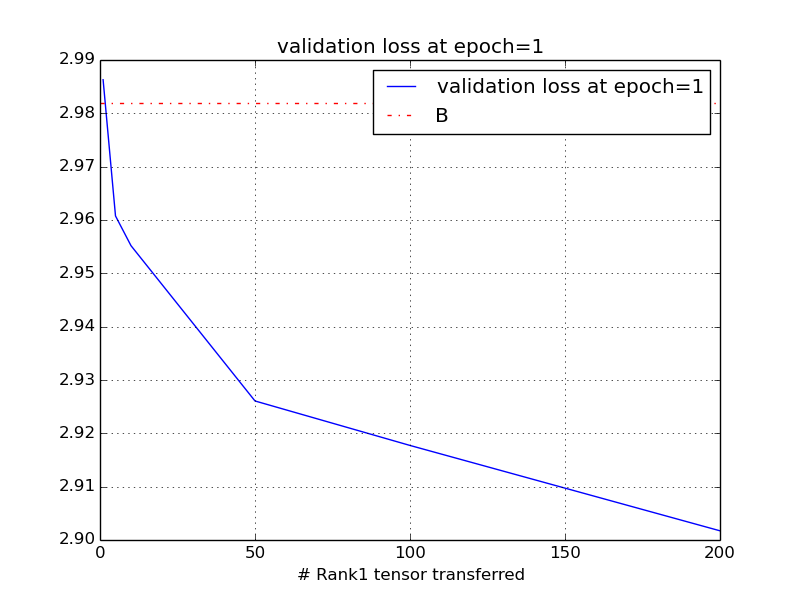 validation loss at epoch=1
2.99
2.98
2.97
2.96
2.95
2.94
2.93
2.92
2.91
2.90
validation loss at epoch=1
B
0 50 100 150 200
# Rank1 tensor transferred